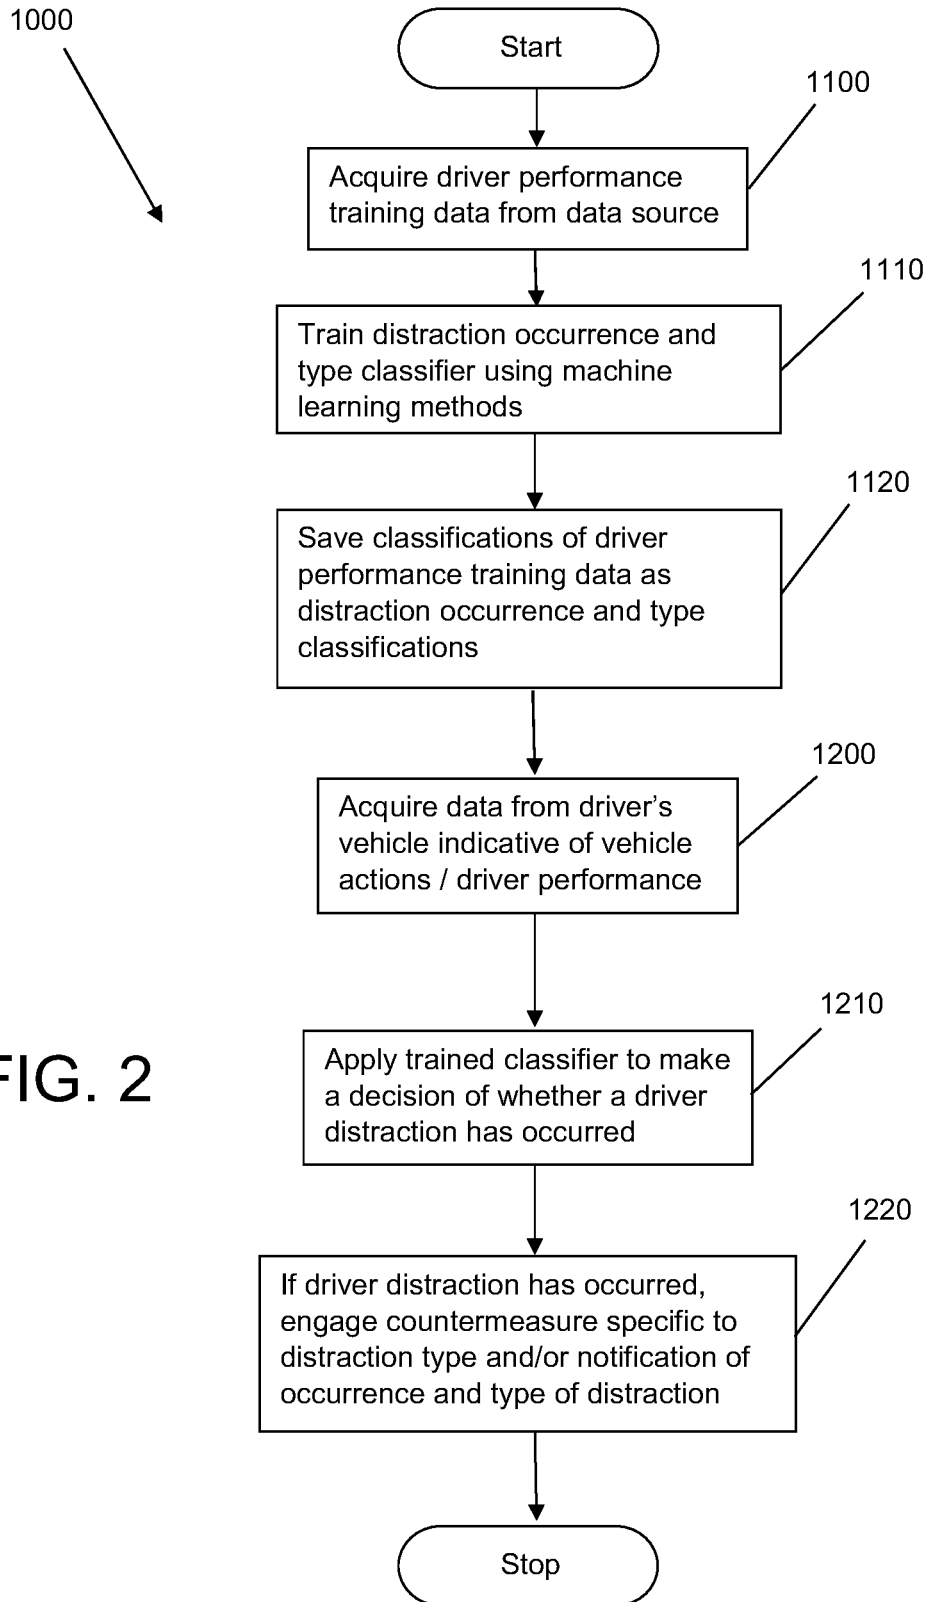 1000
Start
1100
Acquire driver performance
training data from data source
1110
Train distraction occurrence and
type classifier using machine
learning methods
1120
Save classifications of driver
performance training data as
distraction occurrence and type
classifications
1200
Acquire data from driver’s
vehicle indicative of vehicle
actions / driver performance
1210
Apply trained classifier to make
a decision of whether a driver
distraction has occurred
FIG. 2
1220
If driver distraction has occurred,
engage countermeasure specific to
distraction type and/or notification of
occurrence and type of distraction
Stop